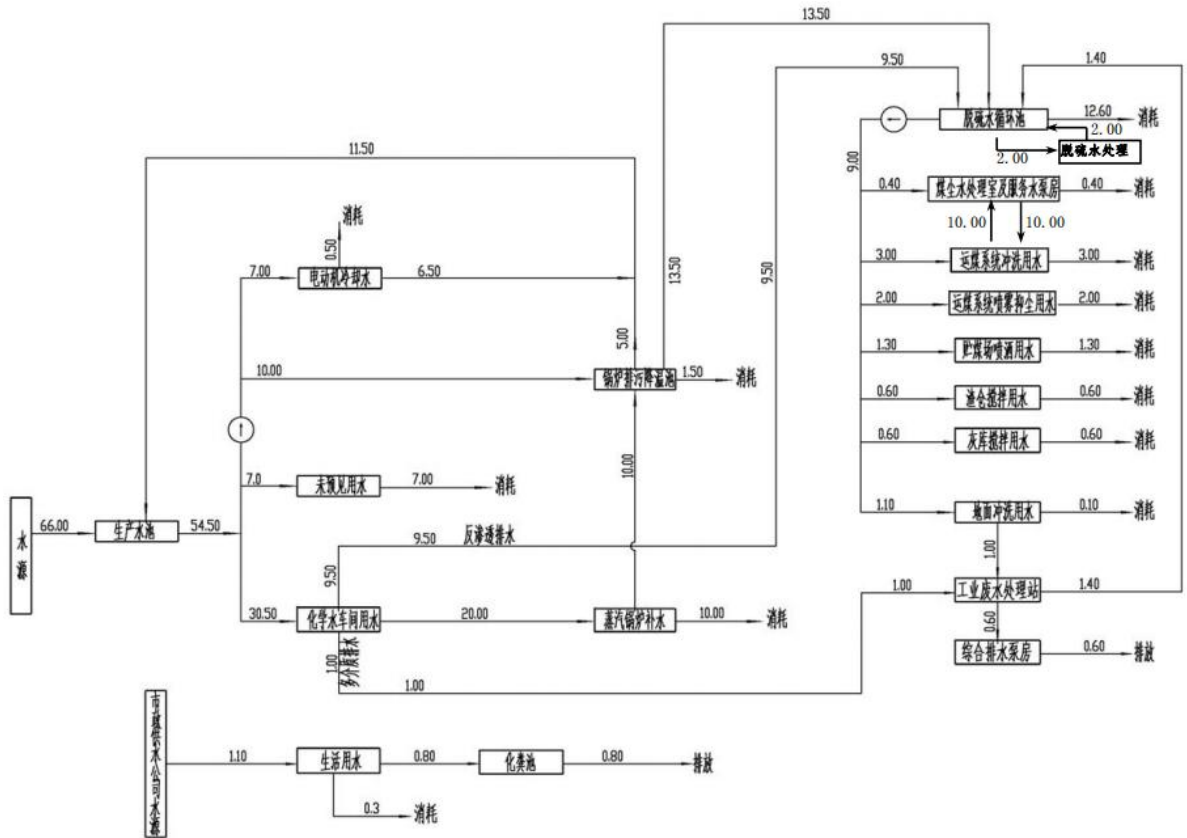 13.50
9.50
1.40
脱硫水循环池
12.60
消耗
2.00
2.00
脱硫水处理
9.00
11.50
0.40
煤尘水处理室及服务水泵房
0.40
消耗
10.00
10.00
消耗
0.50
7.00
电动机冷却水
6.50
13.50
9.50
3.00
运煤系统冲洗用水
3.00
消耗
2.00
运煤系统喷雾抑尘用水
2.00
消耗
5.00
10.00
锅炉排污降温池
1.50
消耗
1.30
贮煤场喷洒用水
1.30
消耗
0.60
渣仓搅拌用水
0.60
消耗
0.60
灰库搅拌用水
0.60
消耗
10.00
7.0
未预见用水
7.00
消耗
水源
66.00
生产水池
54.50
1.10
地面冲洗用水
0.10
消耗
9.50
反渗透排水
9.50
1.00
1.00
工业废水处理站
1.40
30.50
化学水车间用水
20.00
蒸汽锅炉补水
10.00
消耗
0.60
1.00
多介质排水
综合排水泵房
0.60
排放
1.00
市政供水公司水源
1.10
生活用水
0.80
化粪池
0.80
排放
0.3
消耗